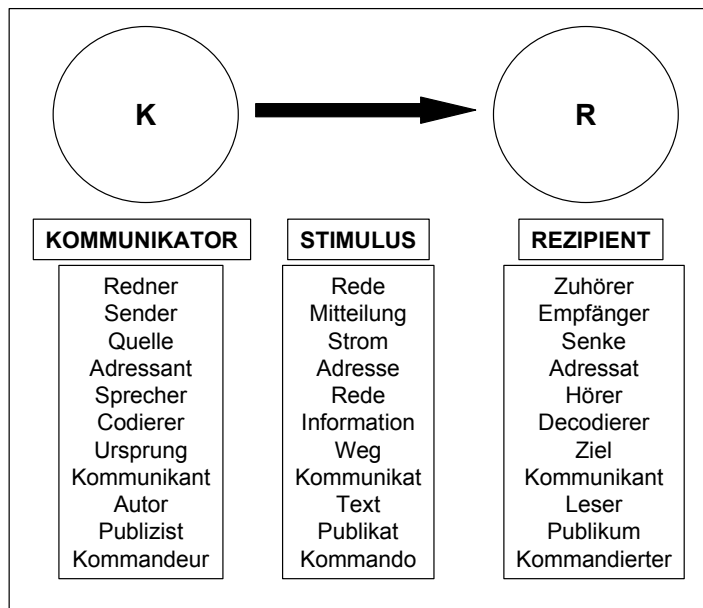 K
R
KOMMUNIKATOR
STIMULUS
REZIPIENT
Redner
Sender
Quelle
Adressant
Sprecher
Codierer
Ursprung
Kommunikant
Autor
Publizist
Kommandeur
Rede
Mitteilung
Strom
Adresse
Rede
Information
Weg
Kommunikat
Text
Publikat
Kommando
Zuhörer
Empfänger
Senke
Adressat
Hörer
Decodierer
Ziel
Kommunikant
Leser
Publikum
Kommandierter